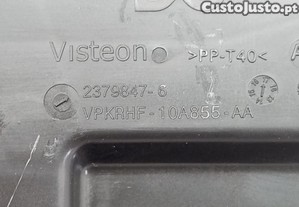 CustoJusto.pt
Visteon >PP-T40<
2379847-6
VPKRHF-10A855-AA